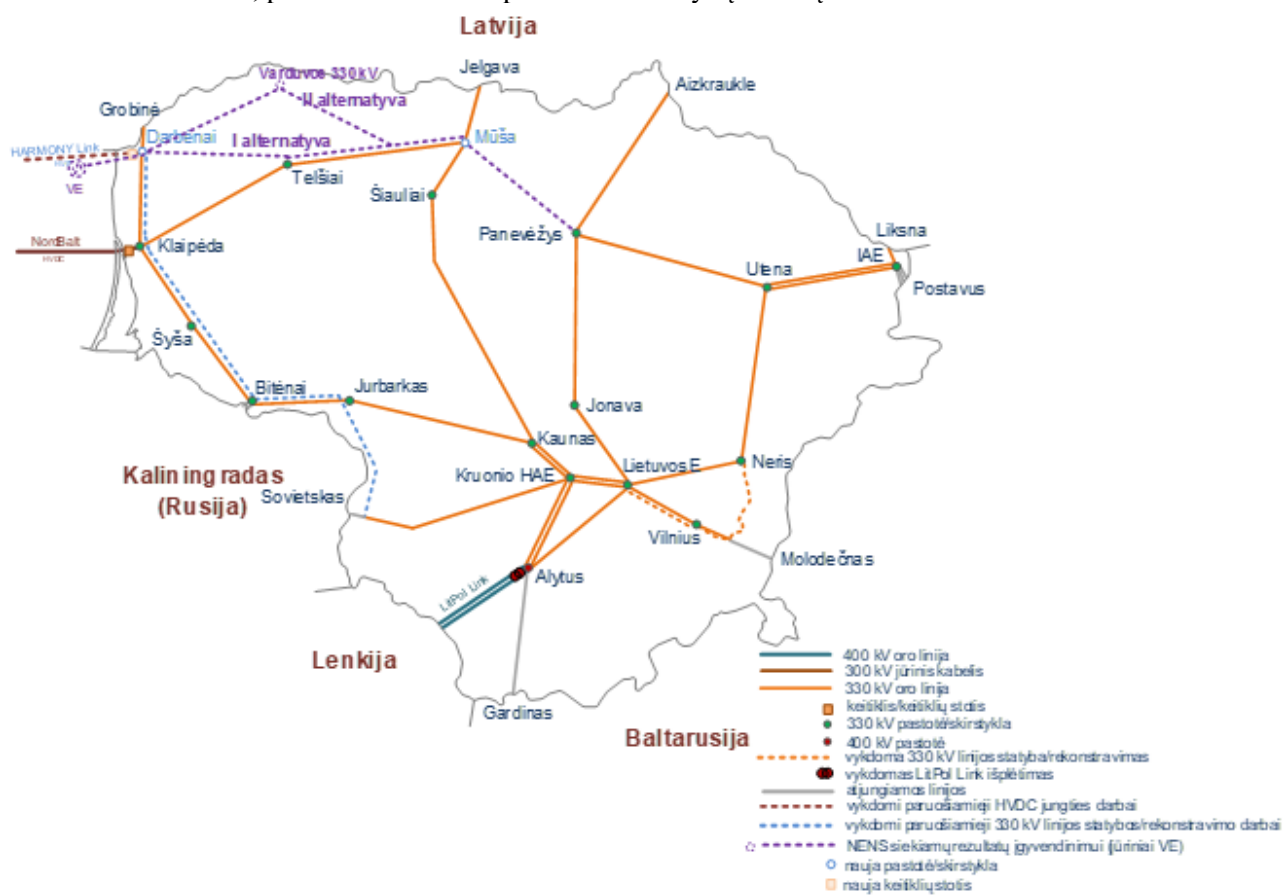 Latvija
Jelgava
Aizkraukle
Varduvos 330 kV
II alternatyva
Grobinė
Darbėnai
I alternatyva
Mūša
HARMONY Link
VE
Telšiai
Šiauliai
Panevėžys
Liksna
IAE
Utena
Postavus
NordBalt
HVDC
Klaipėda
Šyša
Bitėnai
Jurbarkas
Jonava
Kaunas
Lietuvos E
Neris
Kaliningradas
(Rusija)
Kruonio HAE
Sovietskas
Vilnius
Molodečnas
Alytus
LitPol Link
Lenkija
Gardinas
Baltarusija
400 kV oro linija
300 kV jūrinis kabelis
330 kV oro linija
keitiklis/keitiklių stotis
330 kV pastotė/skirstykla
400 kV pastotė
vykdoma 330 kV linijos statyba/rekonstravimas
vykdomas LitPol Link išplėtimas
atjungiamos linijos
vykdomi paruošiamieji HVDC jungties darbai
vykdomi paruošiamieji 330 kV linijos statybos/rekonstravimo darbai
NENS siekiamų rezultatų įgyvendinimui (jūriniai VE)
nauja pastotė/skirstykla
nauja keitiklių stotis